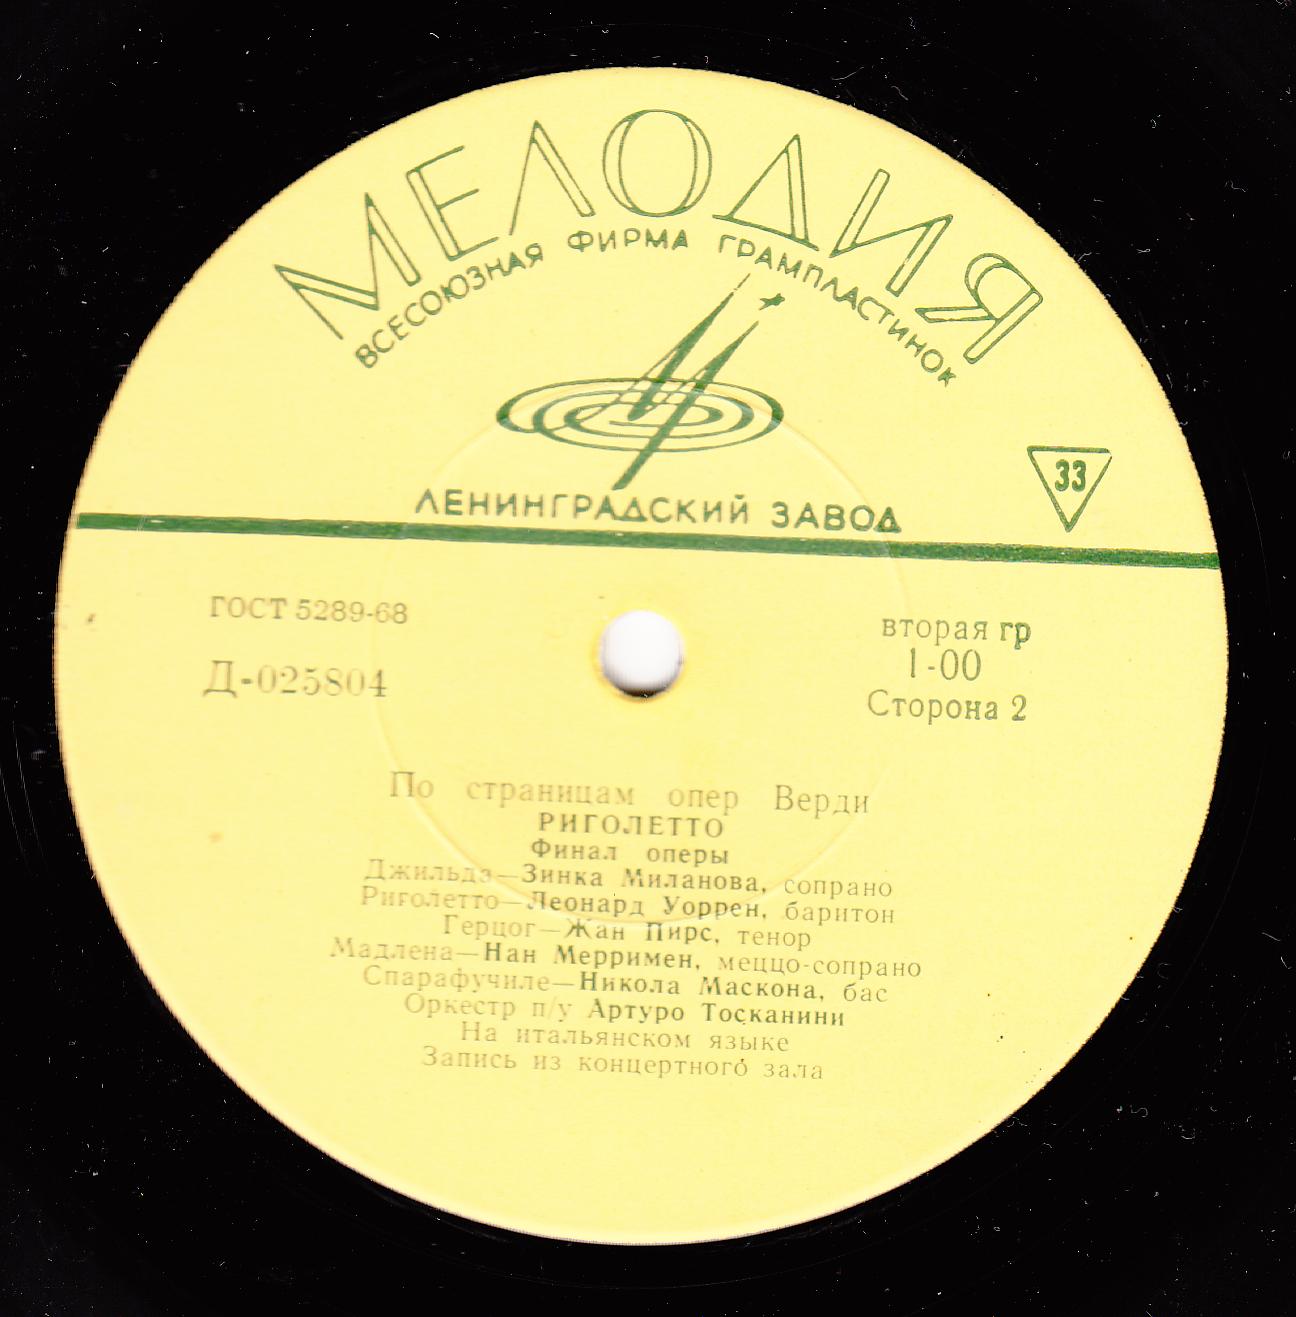 МЕЛОДИЯ
ВСЕСОЮЗНАЯ ФИРМА ГРАМПЛАСТИНОК
ЛЕНИНГРАДСКИЙ ЗАВОД
33
ГОСТ 5289-68
Д-025804
вторая гр
1-00
Сторона 2
По страницам опер Верди
РИГОЛЕТТО
Финал оперы
Джильда—Зинка Миланова, сопрано
Риголетто—Леонард Уоррен, баритон
Герцог—Жан Пирс, тенор
Мадлена—Нан Мерримен, меццо-сопрано
Спарафучиле—Никола Маскона, бас
Оркестр п/у Артуро Тосканини
На итальянском языке
Запись из концертного зала